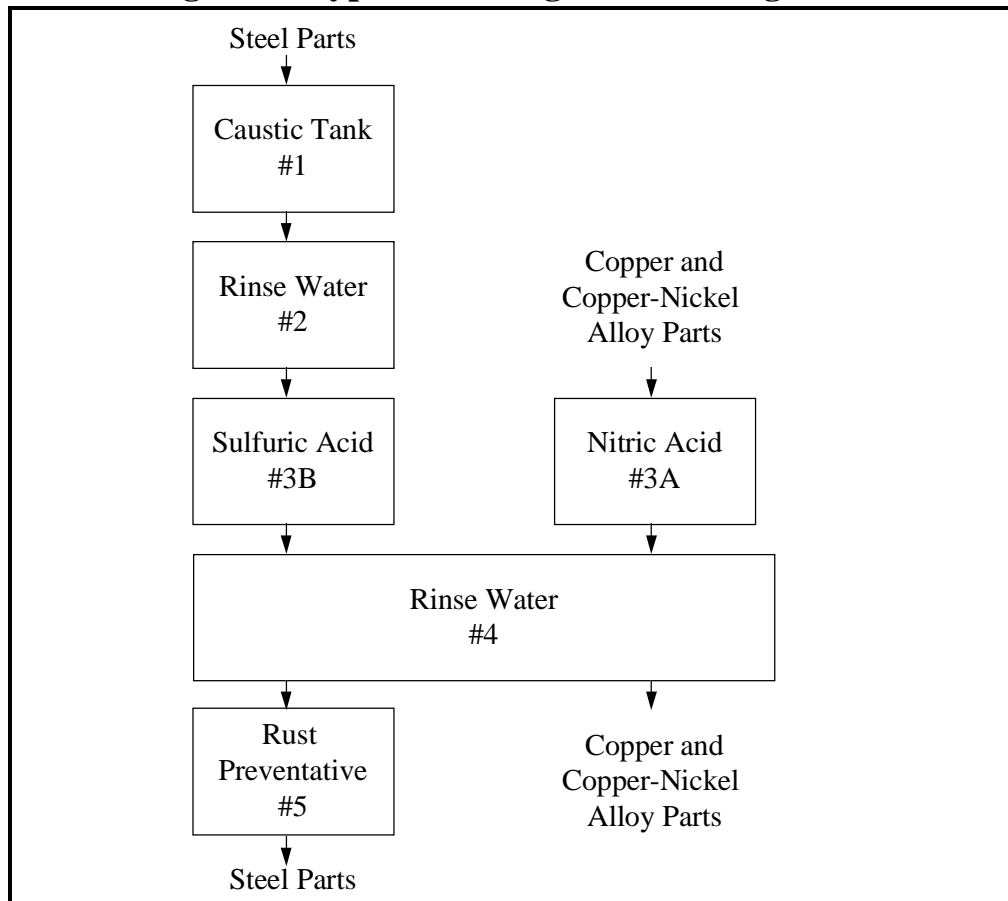 Steel Parts
Caustic Tank
#1
Rinse Water
#2
Copper and
Copper-Nickel
Alloy Parts
Sulfuric Acid
#3B
Nitric Acid
#3A
Rinse Water
#4
Rust
Preventative
#5
Copper and
Copper-Nickel
Alloy Parts
Steel Parts